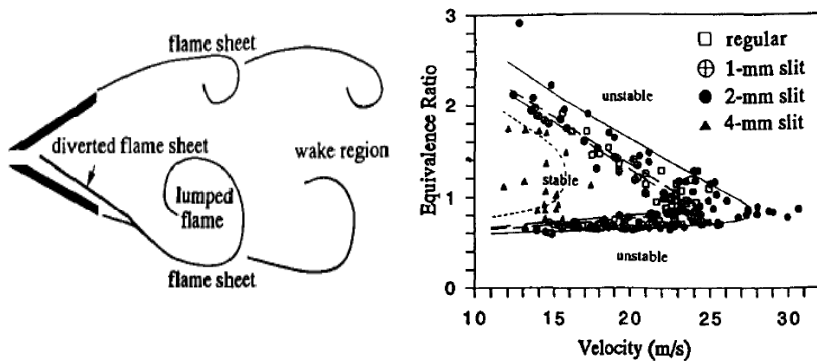 flame sheet
diverted flame sheet
wake region
lumped
flame
flame sheet
Equivalence Ratio
3
2
1
0
unstable
stable
unstable
regular
1-mm slit
2-mm slit
4-mm slit
10
15
20
25
30
Velocity (m/s)